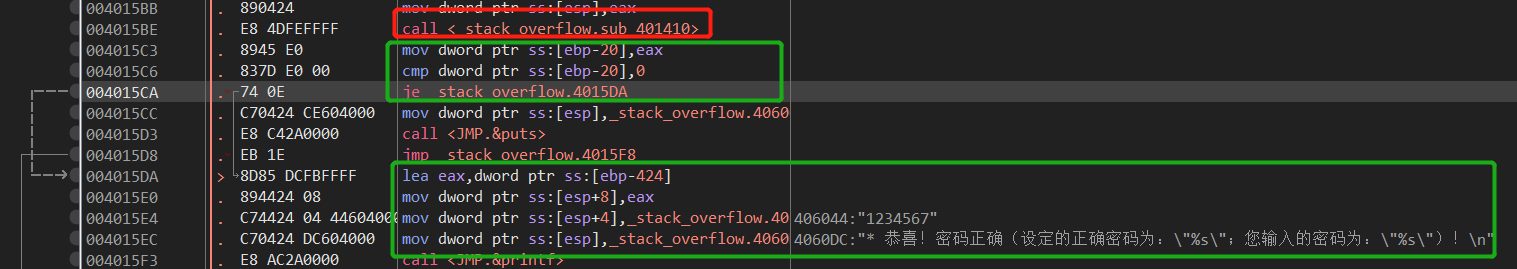 004015BB . 890424 mov dword ptr ss:[esp],eax
004015BE . E8 4DFEFFFF call <_stack_overflow.sub_401410>
004015C3 . 8945 E0 mov dword ptr ss:[ebp-20],eax
004015C6 . 837D E0 00 cmp dword ptr ss:[ebp-20],0
004015CA . 74 0E je _stack_overflow.4015DA
004015CC . C70424 CE604000 mov dword ptr ss:[esp],_stack_overflow.4060
004015D3 . E8 C42A0000 call <JMP.&puts>
004015D8 . EB 1E jmp _stack_overflow.4015F8
004015DA > 8D85 DCFBFFFF lea eax,dword ptr ss:[ebp-424]
004015E0 . 894424 08 mov dword ptr ss:[esp+8],eax
004015E4 . C74424 04 44604000 mov dword ptr ss:[esp+4],_stack_overflow.40 406044:"1234567"
004015EC . C70424 DC604000 mov dword ptr ss:[esp],_stack_overflow.4060 4060DC:"* 恭喜！密码正确（设定的正确密码为：\"%s\"；您输入的密码为：\"%s\"）！\n"
004015F3 . E8 AC2A0000 call <JMP.&printf>